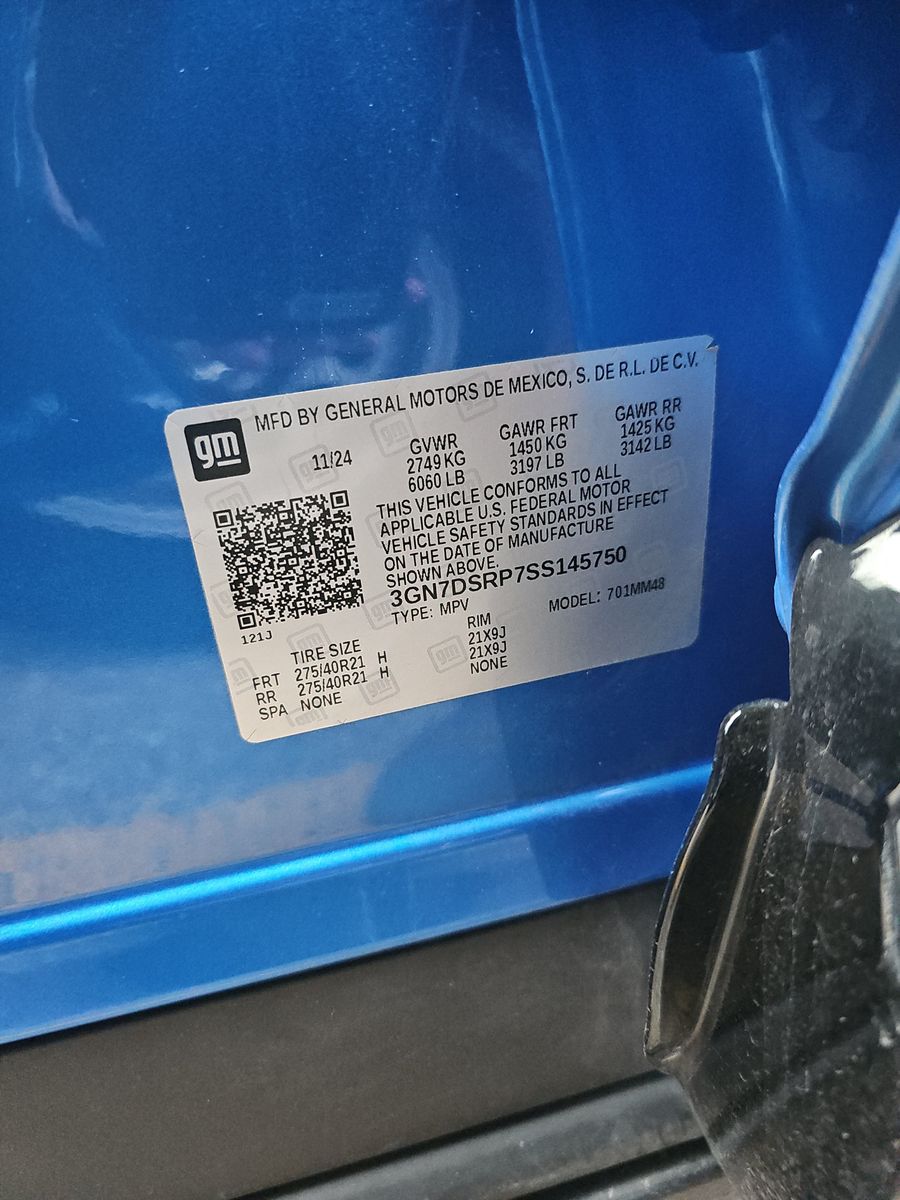 MFD BY GENERAL MOTORS DE MEXICO, S. DE R.L. DE C.V.
gm
11/24
GVWR
2749 KG
6060 LB
GAWR FRT
1450 KG
3197 LB
GAWR RR
1425 KG
3142 LB
THIS VEHICLE CONFORMS TO ALL
APPLICABLE U.S. FEDERAL MOTOR
VEHICLE SAFETY STANDARDS IN EFFECT
ON THE DATE OF MANUFACTURE
SHOWN ABOVE.
3GN7DSRP7SS145750
TYPE: MPV
MODEL: 701MM48
121J
TIRE SIZE
RIM
FRT 275/40R21 H 21X9J
RR 275/40R21 H 21X9J
SPA NONE NONE